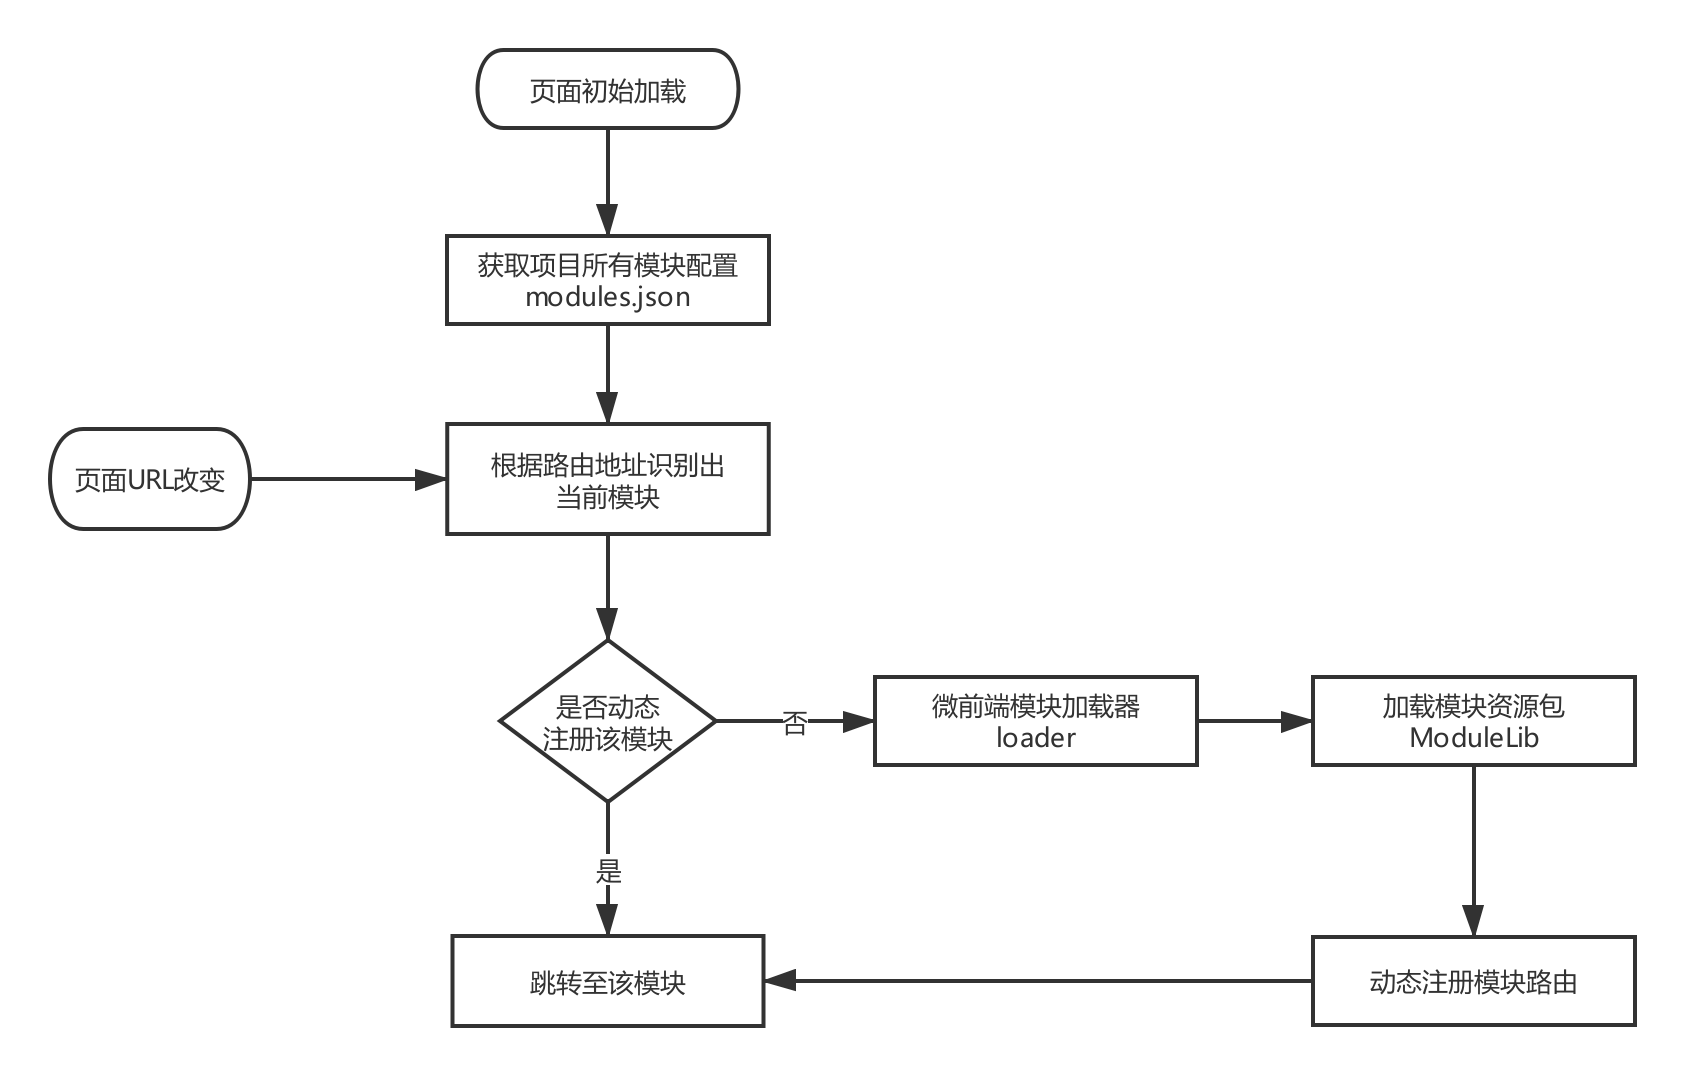 页面初始加载
获取项目所有模块配置
modules.json
页面URL改变
根据路由地址识别出
当前模块
是否动态
注册该模块
否
微前端模块加载器
loader
加载模块资源包
ModuleLib
是
跳转至该模块
动态注册模块路由